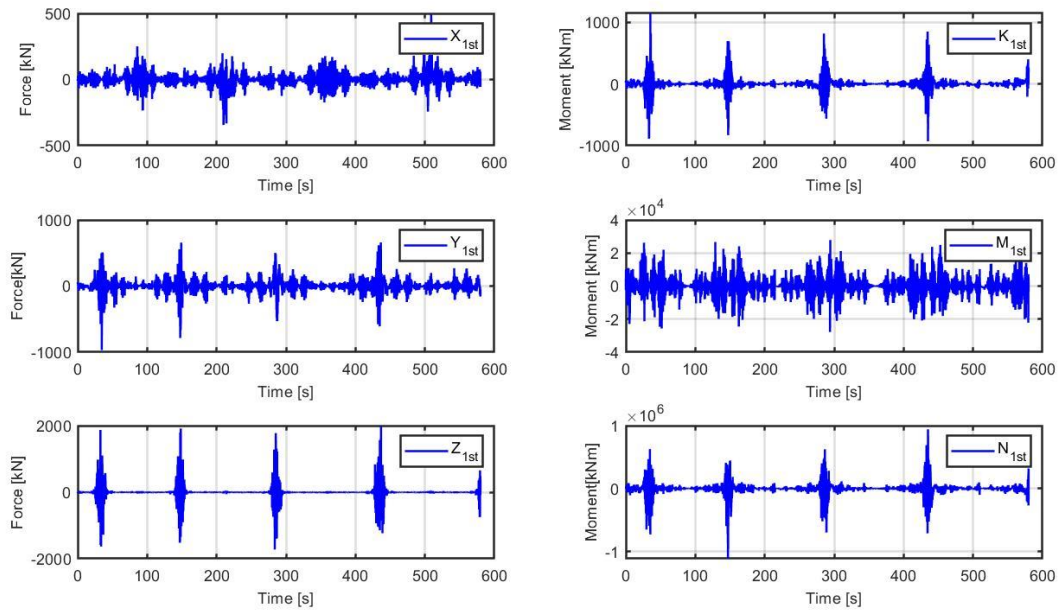 500
0
-500
Force [kN]
X1st
0 100 200 300 400 500 600
Time [s]
1000
0
-1000
Moment [kNm]
K1st
0 100 200 300 400 500 600
Time [s]
1000
0
-1000
Force[kN]
Y1st
0 100 200 300 400 500 600
Time [s]
×10^4
4
2
0
-2
-4
Moment [kNm]
M1st
0 100 200 300 400 500 600
Time [s]
2000
0
-2000
Force [kN]
Z1st
0 100 200 300 400 500 600
Time [s]
×10^6
1
0
-1
Moment[kNm]
N1st
0 100 200 300 400 500 600
Time [s]